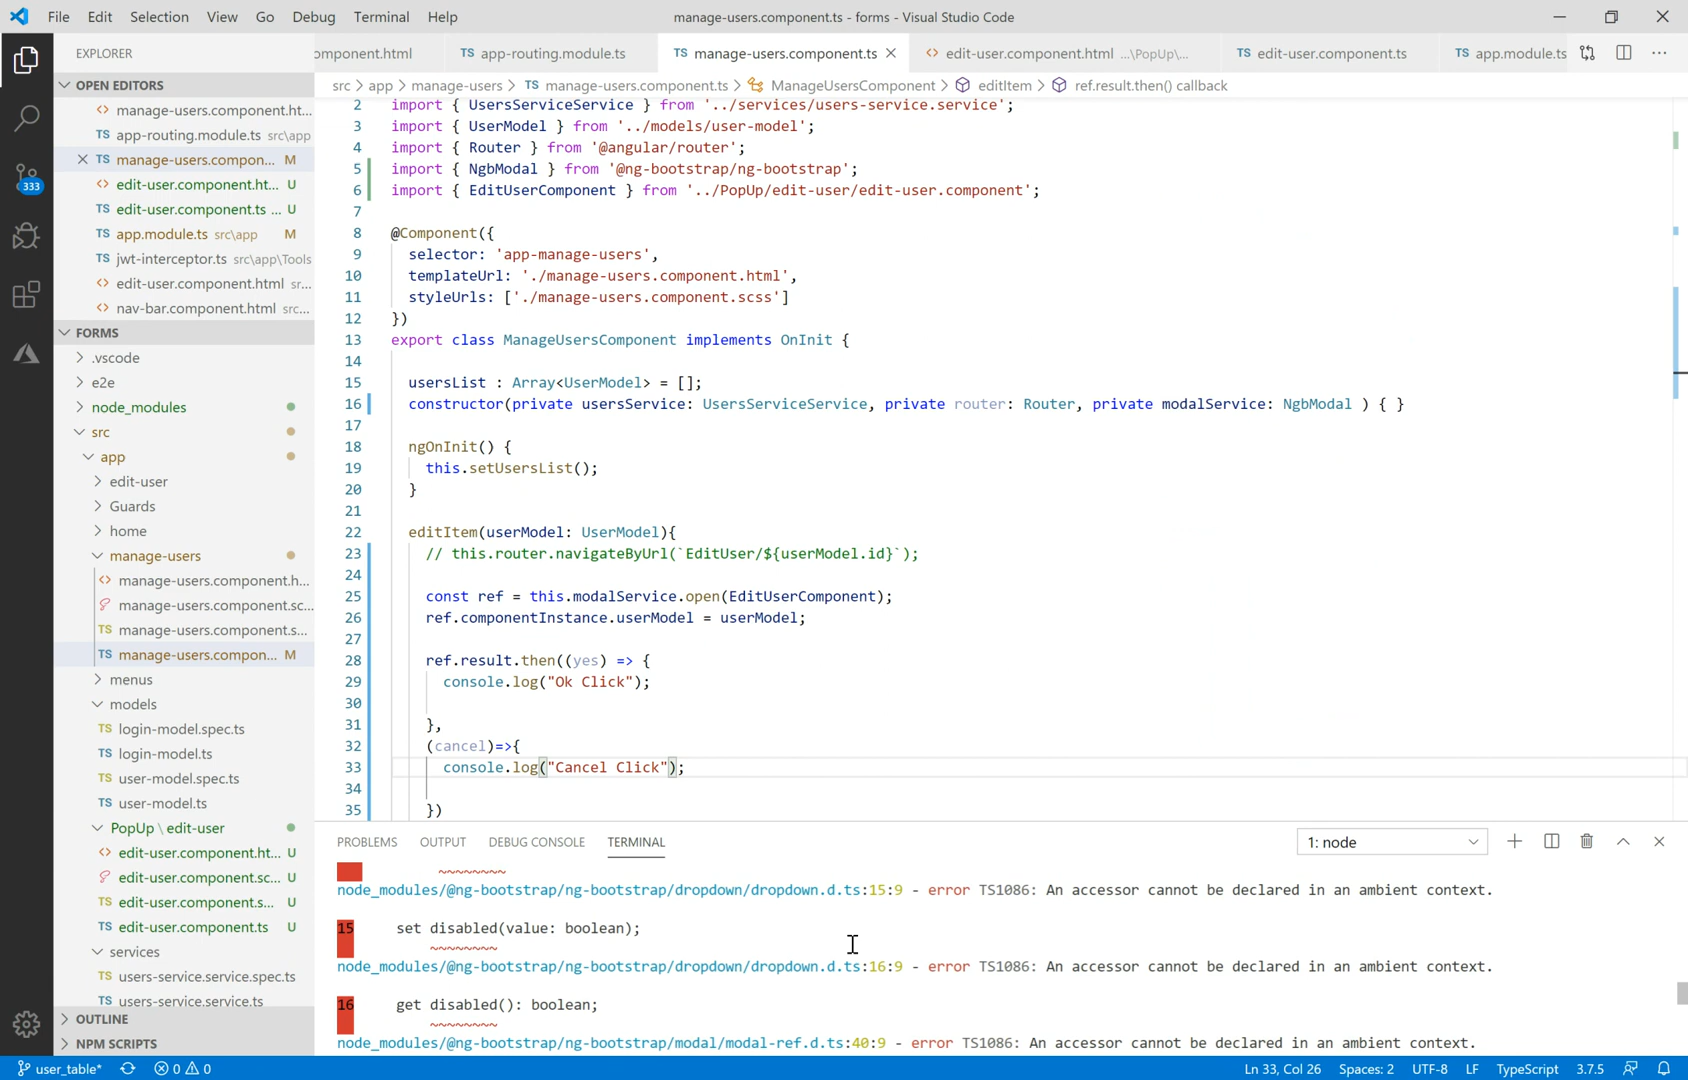 File Edit Selection View Go Debug Terminal Help manage-users.component.ts - forms - Visual Studio Code
EXPLORER
OPEN EDITORS
manage-users.component.ht...
app-routing.module.ts src\app
manage-users.compon... M
edit-user.component.ht... U
edit-user.component.ts ... U
app.module.ts src\app M
jwt-interceptor.ts src\app\Tools
edit-user.component.html sr...
nav-bar.component.html src...
FORMS
.vscode
e2e
node_modules
src
app
edit-user
Guards
home
manage-users
manage-users.component.h...
manage-users.component.sc...
manage-users.component.s...
manage-users.compon... M
menus
models
login-model.spec.ts
login-model.ts
user-model.spec.ts
user-model.ts
PopUp \ edit-user
edit-user.component.ht... U
edit-user.component.sc... U
edit-user.component.s... U
edit-user.component.ts U
services
users-service.service.spec.ts
users-service.service.ts
OUTLINE
NPM SCRIPTS
333
omponent.html TS app-routing.module.ts TS manage-users.component.ts edit-user.component.html ...\PopUp\... TS edit-user.component.ts TS app.module.ts
src > app > manage-users > TS manage-users.component.ts > ManageUsersComponent > editItem > ref.result.then() callback
2 import { UsersServiceService } from '../services/users-service.service';
3 import { UserModel } from '../models/user-model';
4 import { Router } from '@angular/router';
5 import { NgbModal } from '@ng-bootstrap/ng-bootstrap';
6 import { EditUserComponent } from '../PopUp/edit-user/edit-user.component';
7
8 @Component({
9 selector: 'app-manage-users',
10 templateUrl: './manage-users.component.html',
11 styleUrls: ['./manage-users.component.scss']
12 })
13 export class ManageUsersComponent implements OnInit {
14
15 usersList : Array<UserModel> = [];
16 constructor(private usersService: UsersServiceService, private router: Router, private modalService: NgbModal ) { }
17
18 ngOnInit() {
19 this.setUsersList();
20 }
21
22 editItem(userModel: UserModel){
23 // this.router.navigateByUrl(`EditUser/${userModel.id}`);
24
25 const ref = this.modalService.open(EditUserComponent);
26 ref.componentInstance.userModel = userModel;
27
28 ref.result.then((yes) => {
29 console.log("Ok Click");
30
31 },
32 (cancel)=>{
33 console.log("Cancel Click");
34
35 })
PROBLEMS OUTPUT DEBUG CONSOLE TERMINAL 1: node
~~~~~~~~
node_modules/@ng-bootstrap/ng-bootstrap/dropdown/dropdown.d.ts:15:9 - error TS1086: An accessor cannot be declared in an ambient context.
15 set disabled(value: boolean);
~~~~~~~~
node_modules/@ng-bootstrap/ng-bootstrap/dropdown/dropdown.d.ts:16:9 - error TS1086: An accessor cannot be declared in an ambient context.
16 get disabled(): boolean;
~~~~~~~~
node_modules/@ng-bootstrap/ng-bootstrap/modal/modal-ref.d.ts:40:9 - error TS1086: An accessor cannot be declared in an ambient context.
user_table* 0 0 Ln 33, Col 26 Spaces: 2 UTF-8 LF TypeScript 3.7.5